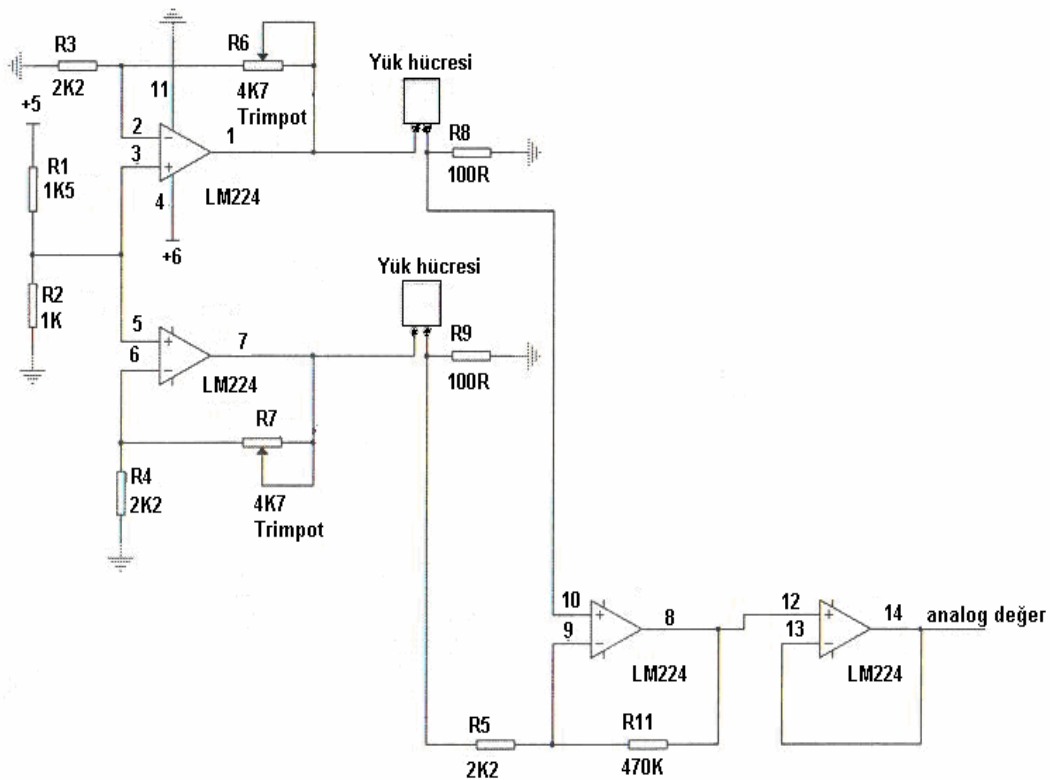 R3
2K2
R6
4K7
Trimpot
11
+5
2
3
1
4
LM224
+6
R1
1K5
R2
1K
Yük hücresi
R8
100R
Yük hücresi
R9
100R
5
6
7
LM224
R7
4K7
Trimpot
R4
2K2
10
9
8
LM224
12
13
14
LM224
analog değer
R5
2K2
R11
470K